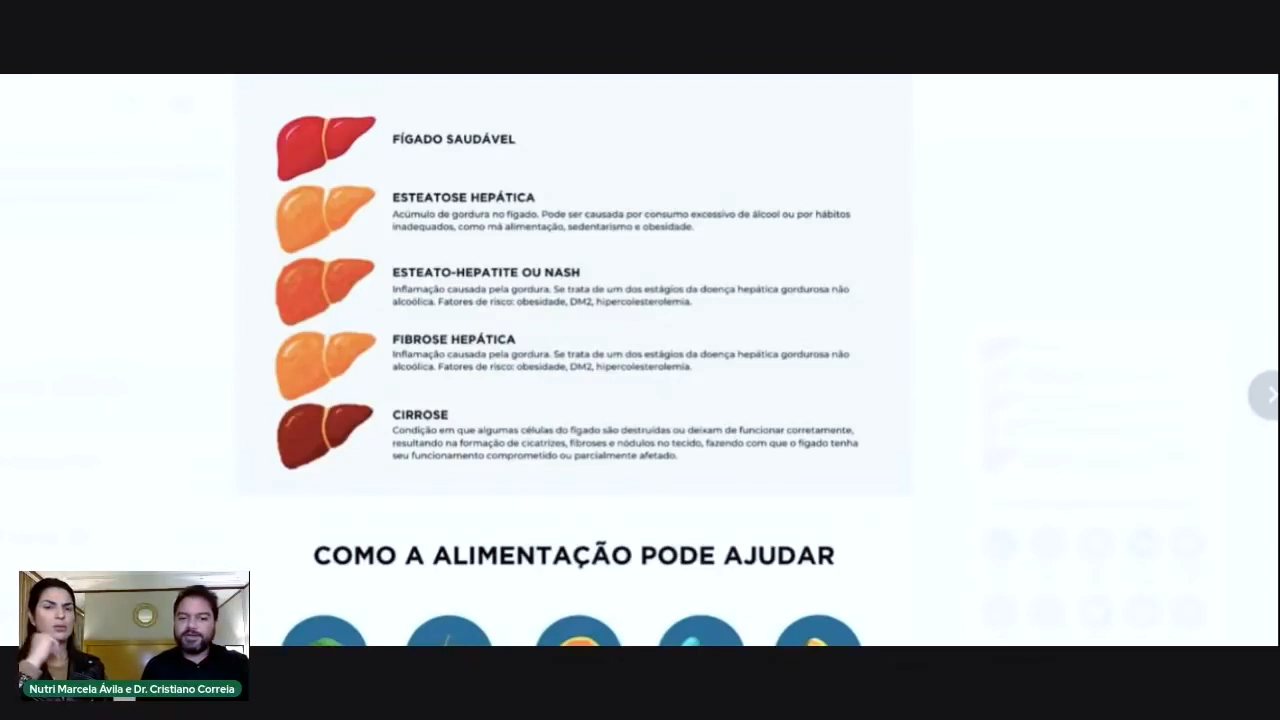 FÍGADO SAUDÁVEL
ESTEATOSE HEPÁTICA
Acúmulo de gordura no fígado. Pode ser causada por consumo excessivo de álcool ou por hábitos
inadequados, como má alimentação, sedentarismo e obesidade.
ESTEATO-HEPATITE OU NASH
Inflamação causada pela gordura. Se trata de um dos estágios da doença hepática gordurosa não
alcoólica. Fatores de risco: obesidade, DM2, hipercolesterolemia.
FIBROSE HEPÁTICA
Inflamação causada pela gordura. Se trata de um dos estágios da doença hepática gordurosa não
alcoólica. Fatores de risco: obesidade, DM2, hipercolesterolemia.
CIRROSE
Condição em que algumas células do fígado são destruídas ou deixam de funcionar corretamente,
resultando na formação de cicatrizes, fibroses e nódulos no tecido, fazendo com que o fígado tenha
seu funcionamento comprometido ou parcialmente afetado.
COMO A ALIMENTAÇÃO PODE AJUDAR
Nutri Marcela Ávila e Dr. Cristiano Correia